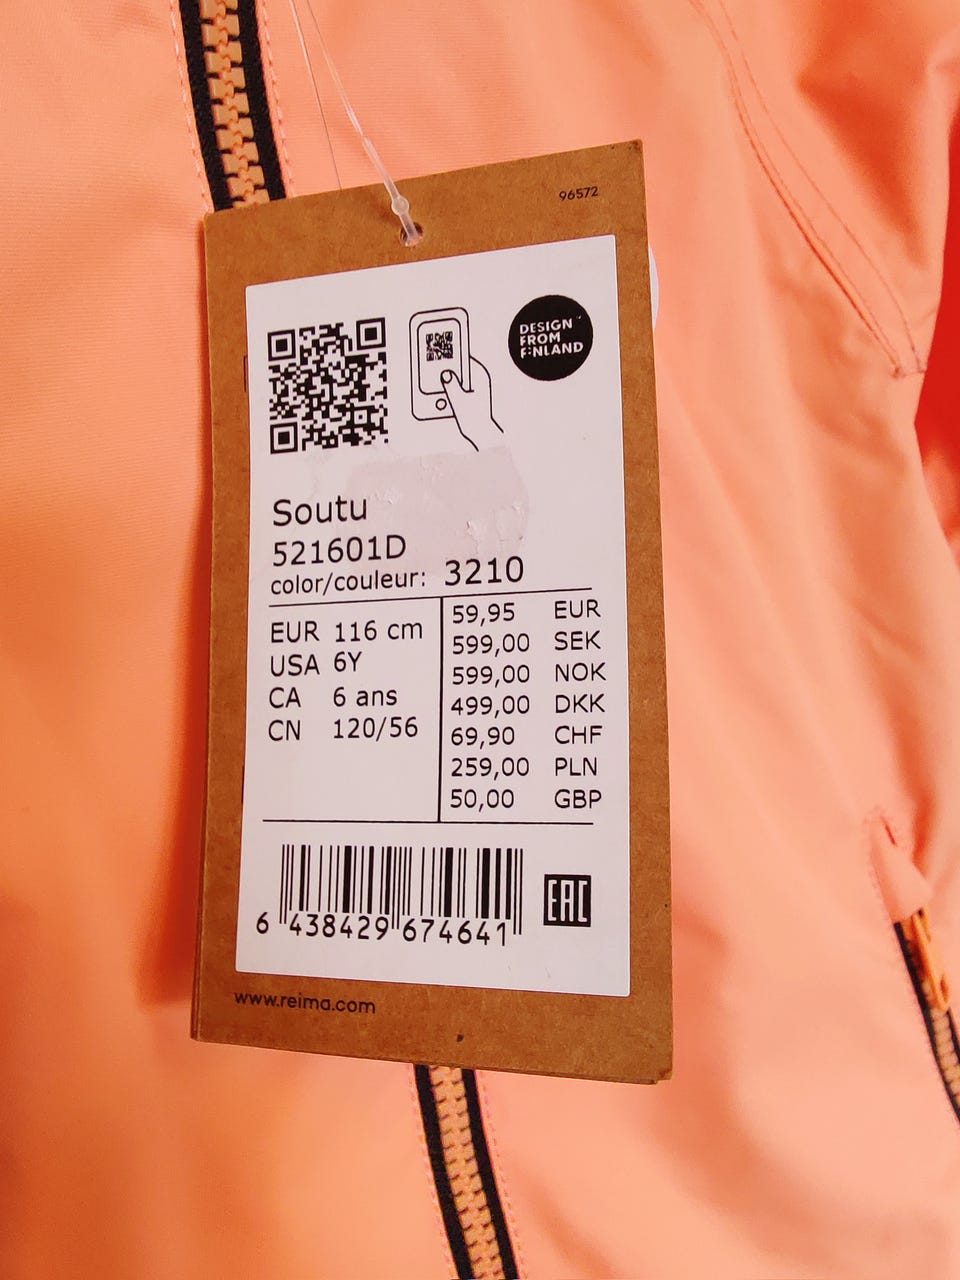 96572
DESIGN
FROM
FINLAND
Soutu
521601D
color/couleur: 3210
EUR 116 cm
USA 6Y
CA 6 ans
CN 120/56
59,95 EUR
599,00 SEK
599,00 NOK
499,00 DKK
69,90 CHF
259,00 PLN
50,00 GBP
6 438429 674641
EAC
www.reima.com